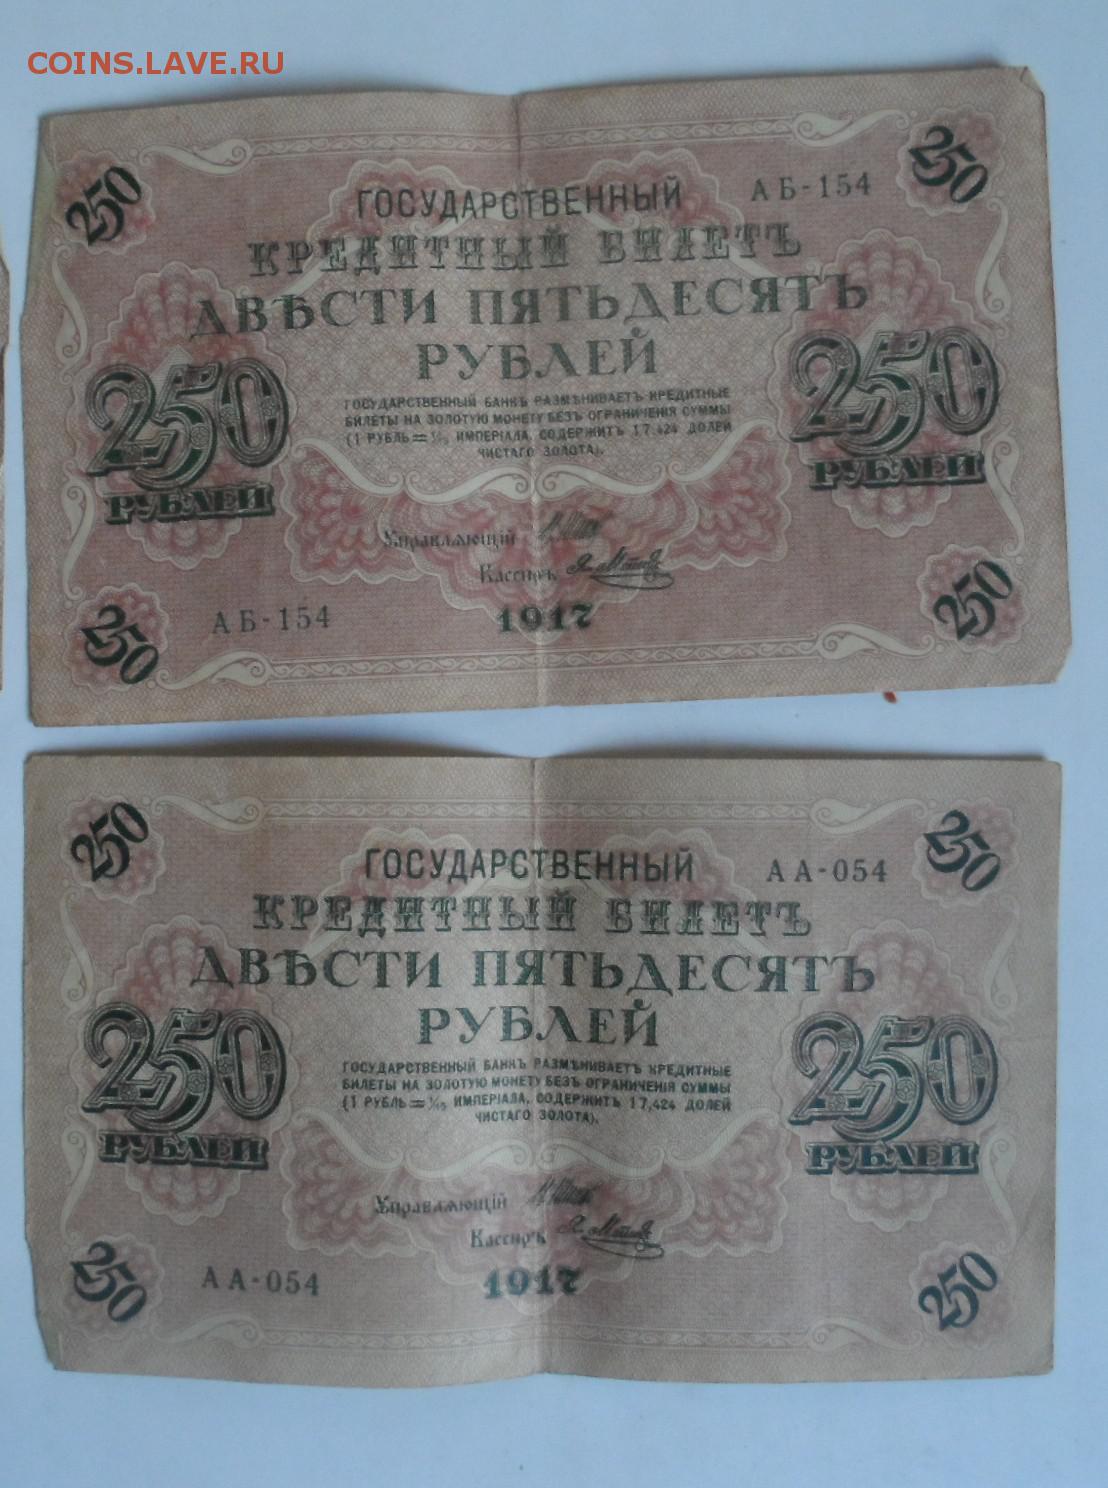 COINS.LAVE.RU
250 250
ГОСУДАРСТВЕННЫЙ АБ-154
КРЕДИТНЫЙ БИЛЕТЪ
ДВѢСТИ ПЯТЬДЕСЯТЪ
РУБЛЕЙ
250 250
РУБЛЕЙ РУБЛЕЙ
ГОСУДАРСТВЕННЫЙ БАНКЪ РАЗМѢНИВАЕТЪ КРЕДИТНЫЕ
БИЛЕТЫ НА ЗОЛОТУЮ МОНЕТУ БЕЗЪ ОГРАНИЧЕНІЯ СУММЫ
(1 РУБЛЬ = 1/15 ИМПЕРІАЛА, СОДЕРЖИТЪ 17,424 ДОЛЕЙ
ЧИСТАГО ЗОЛОТА).
Управляющій
Кассиръ
АБ-154 1917
250 250
250 250
ГОСУДАРСТВЕННЫЙ АА-054
КРЕДИТНЫЙ БИЛЕТЪ
ДВѢСТИ ПЯТЬДЕСЯТЪ
РУБЛЕЙ
250 250
РУБЛЕЙ РУБЛЕЙ
ГОСУДАРСТВЕННЫЙ БАНКЪ РАЗМѢНИВАЕТЪ КРЕДИТНЫЕ
БИЛЕТЫ НА ЗОЛОТУЮ МОНЕТУ БЕЗЪ ОГРАНИЧЕНІЯ СУММЫ
(1 РУБЛЬ = 1/15 ИМПЕРІАЛА, СОДЕРЖИТЪ 17,424 ДОЛЕЙ
ЧИСТАГО ЗОЛОТА).
Управляющій
Кассиръ
АА-054 1917
250 250